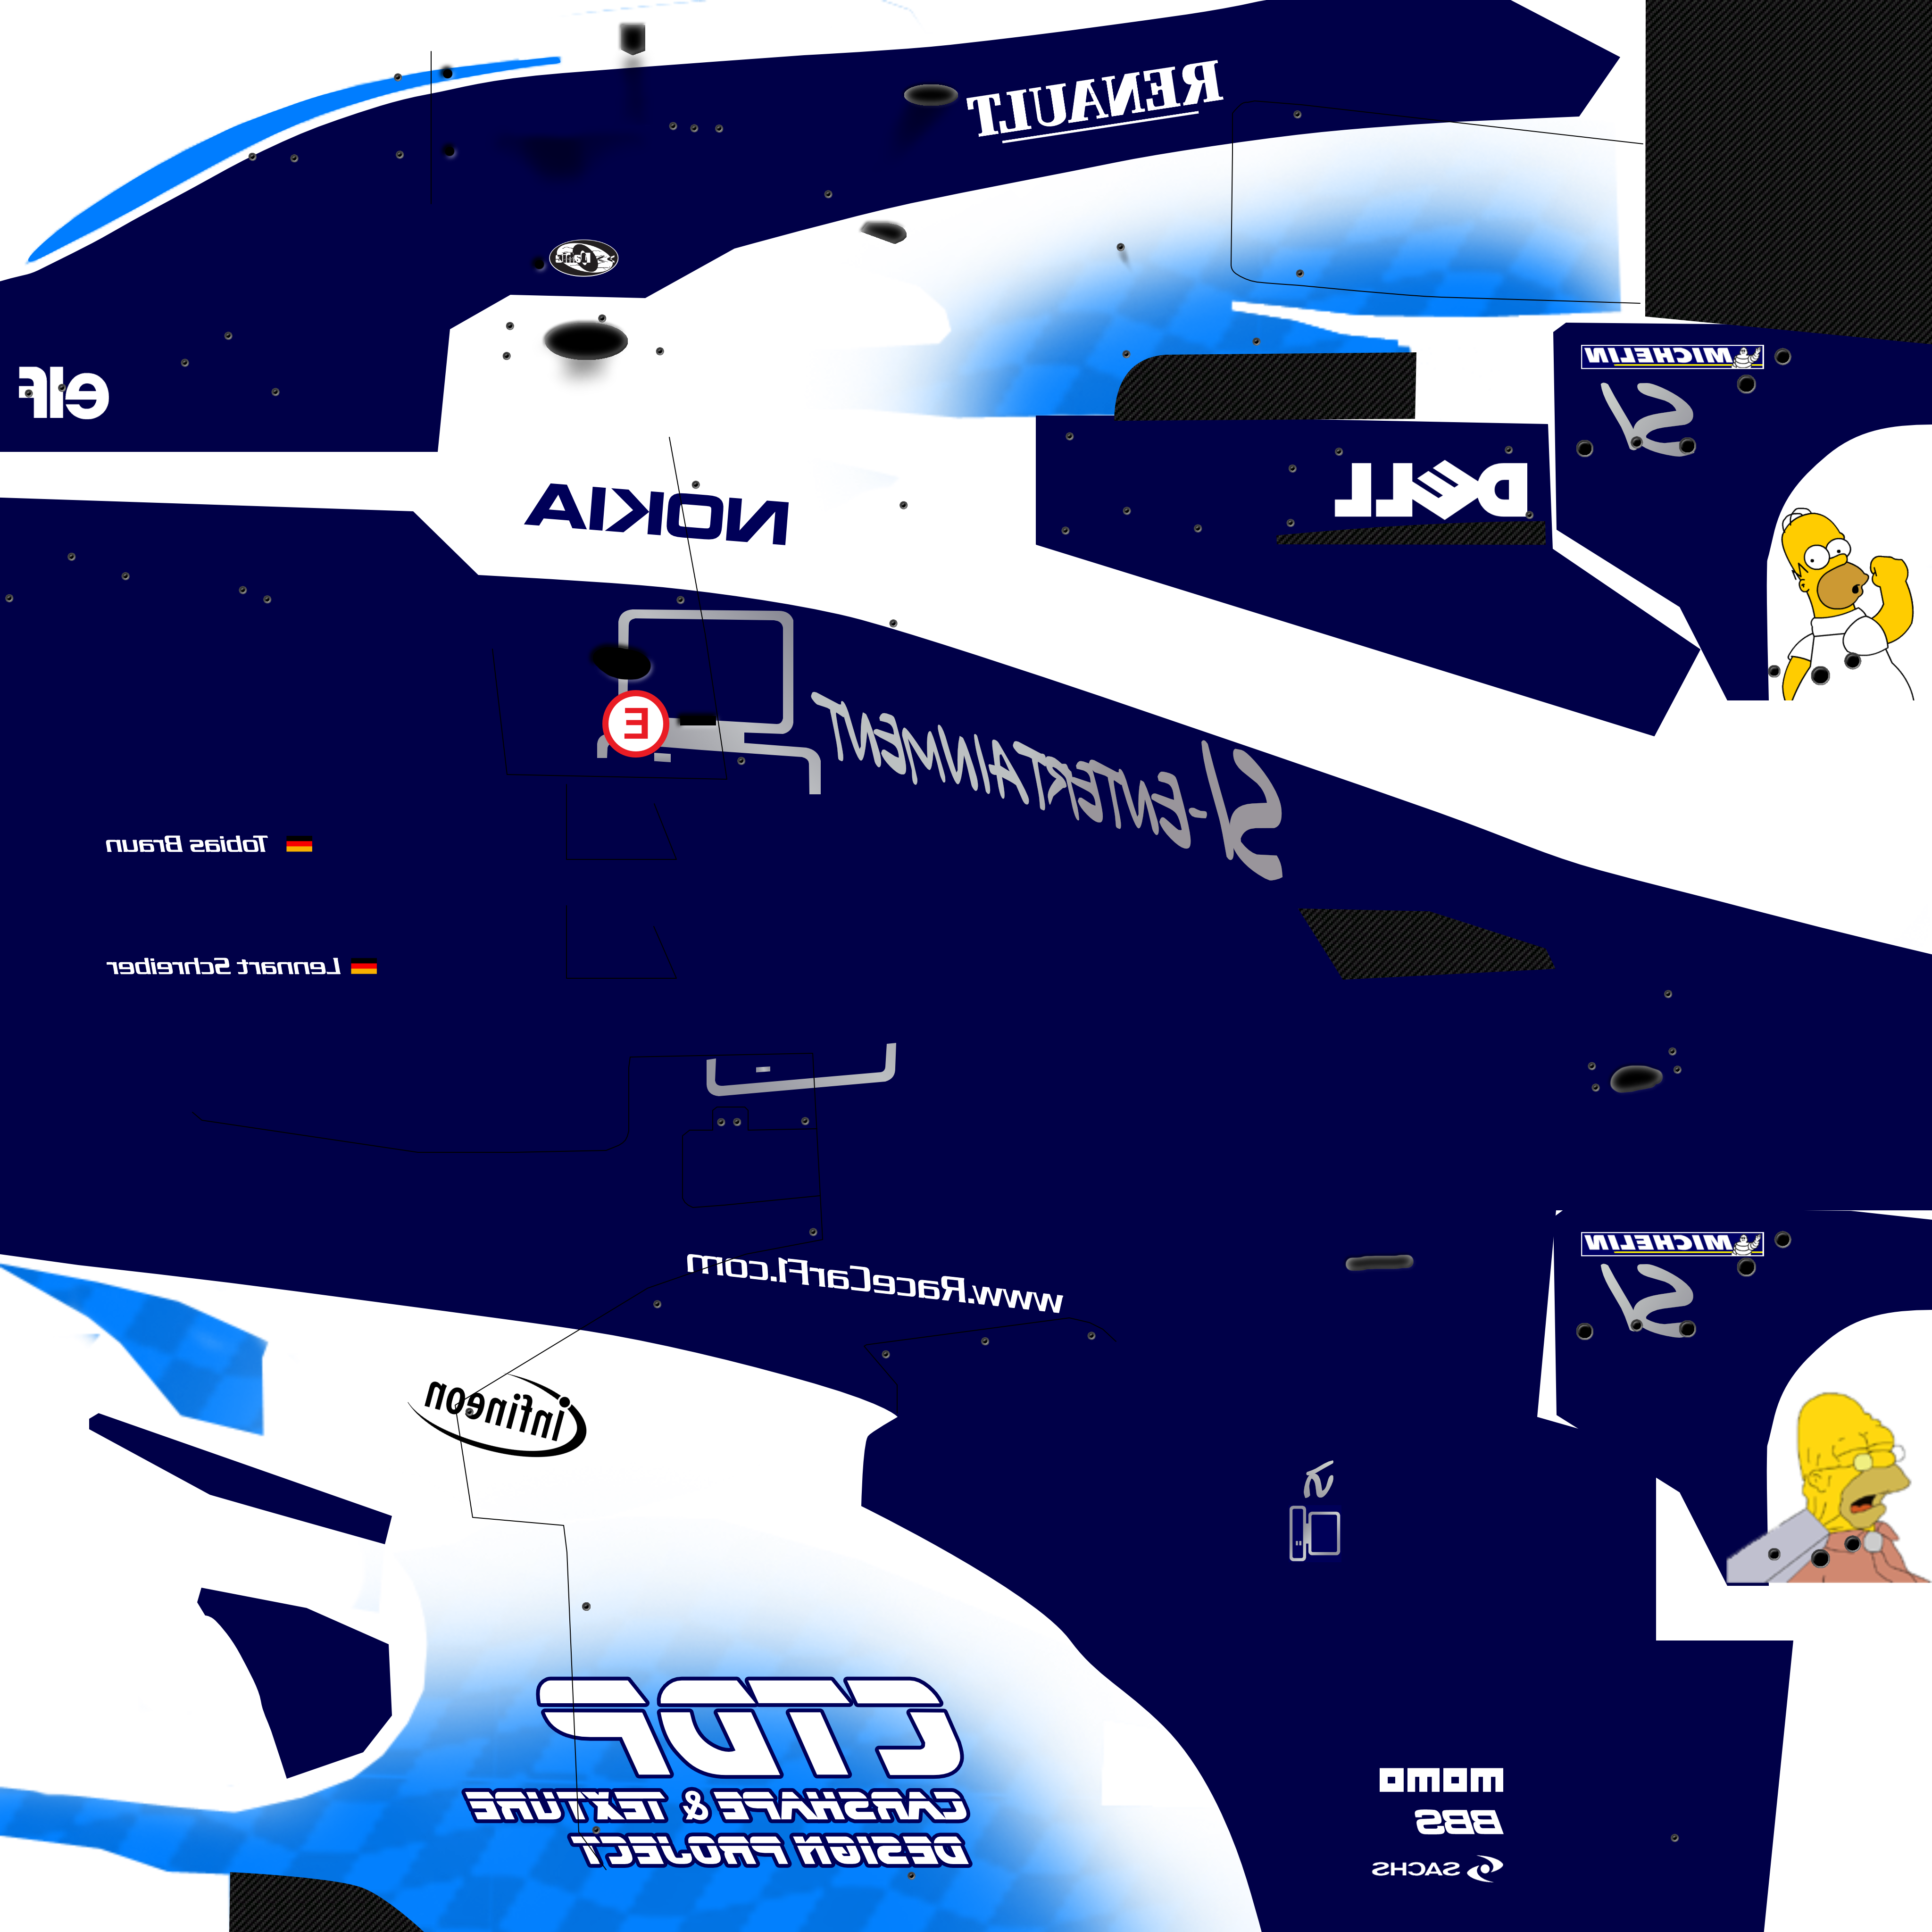 RENAULT
MICHELIN
elf
DELL
NOKIA
E
SI-ENTERTAINMENT
Tobias Braun
Lennart Schreiber
www.RaceCarF1.com
MICHELIN
Infineon
CTDP
CARSHAPE & TEXTURE
DESIGN PROJECT
momo
BBS
SACHS